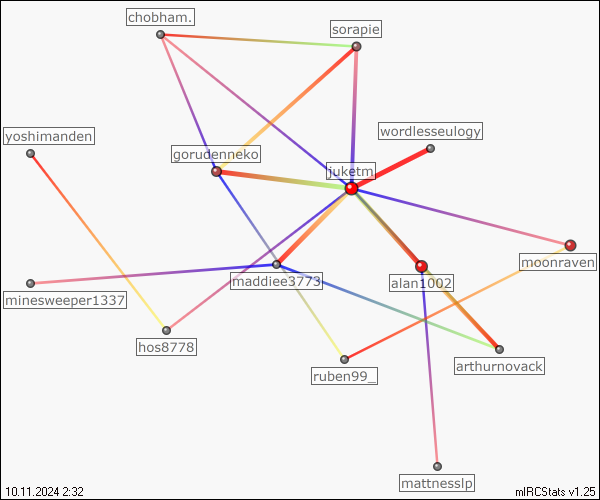 chobham.
sorapie
yoshimanden
wordlesseulogy
gorudenneko
juketm
moonraven
maddiee3773
alan1002
minesweeper1337
hos8778
arthurnovack
ruben99_
mattnesslp
10.11.2024 2:32
mIRCStats v1.25